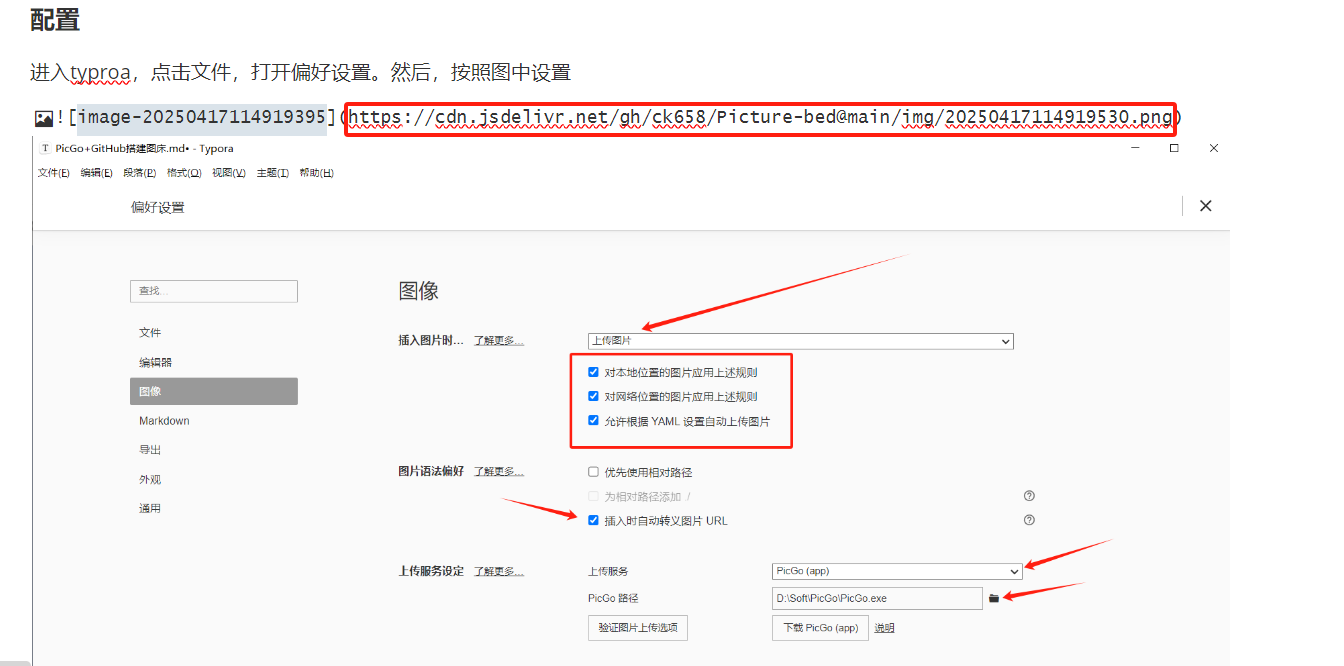 配置
进入typroa，点击文件，打开偏好设置。然后，按照图中设置
![image-20250417114919395](https://cdn.jsdelivr.net/gh/ck658/Picture-bed@main/img/20250417114919530.png)
PicGo+GitHub搭建图床.md• - Typora
文件(F) 编辑(E) 段落(P) 格式(O) 视图(V) 主题(T) 帮助(H)
偏好设置
查找...
文件
编辑器
图像
Markdown
导出
外观
通用
图像
插入图片时... 了解更多... 上传图片
对本地位置的图片应用上述规则
对网络位置的图片应用上述规则
允许根据 YAML 设置自动上传图片
图片语法偏好 了解更多... 优先使用相对路径
为相对路径添加 ./
插入时自动转义图片 URL
上传服务设定 了解更多... 上传服务 PicGo (app)
PicGo 路径 D:\Soft\PicGo\PicGo.exe
验证图片上传选项 下载 PicGo (app) 说明